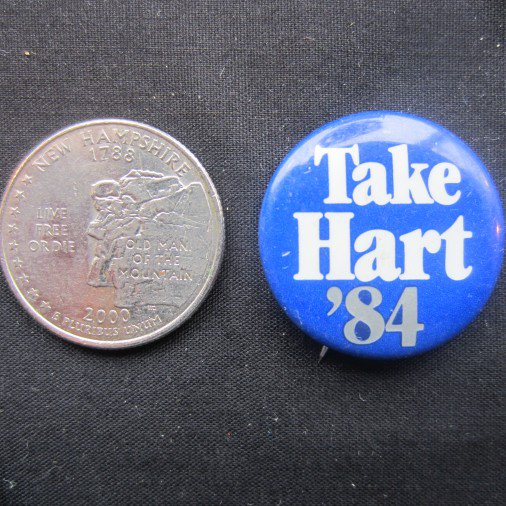 NEW HAMPSHIRE
1788
LIVE
FREE
OR DIE
OLD MAN
OF THE
MOUNTAIN
2000
E PLURIBUS UNUM
Take
Hart
'84